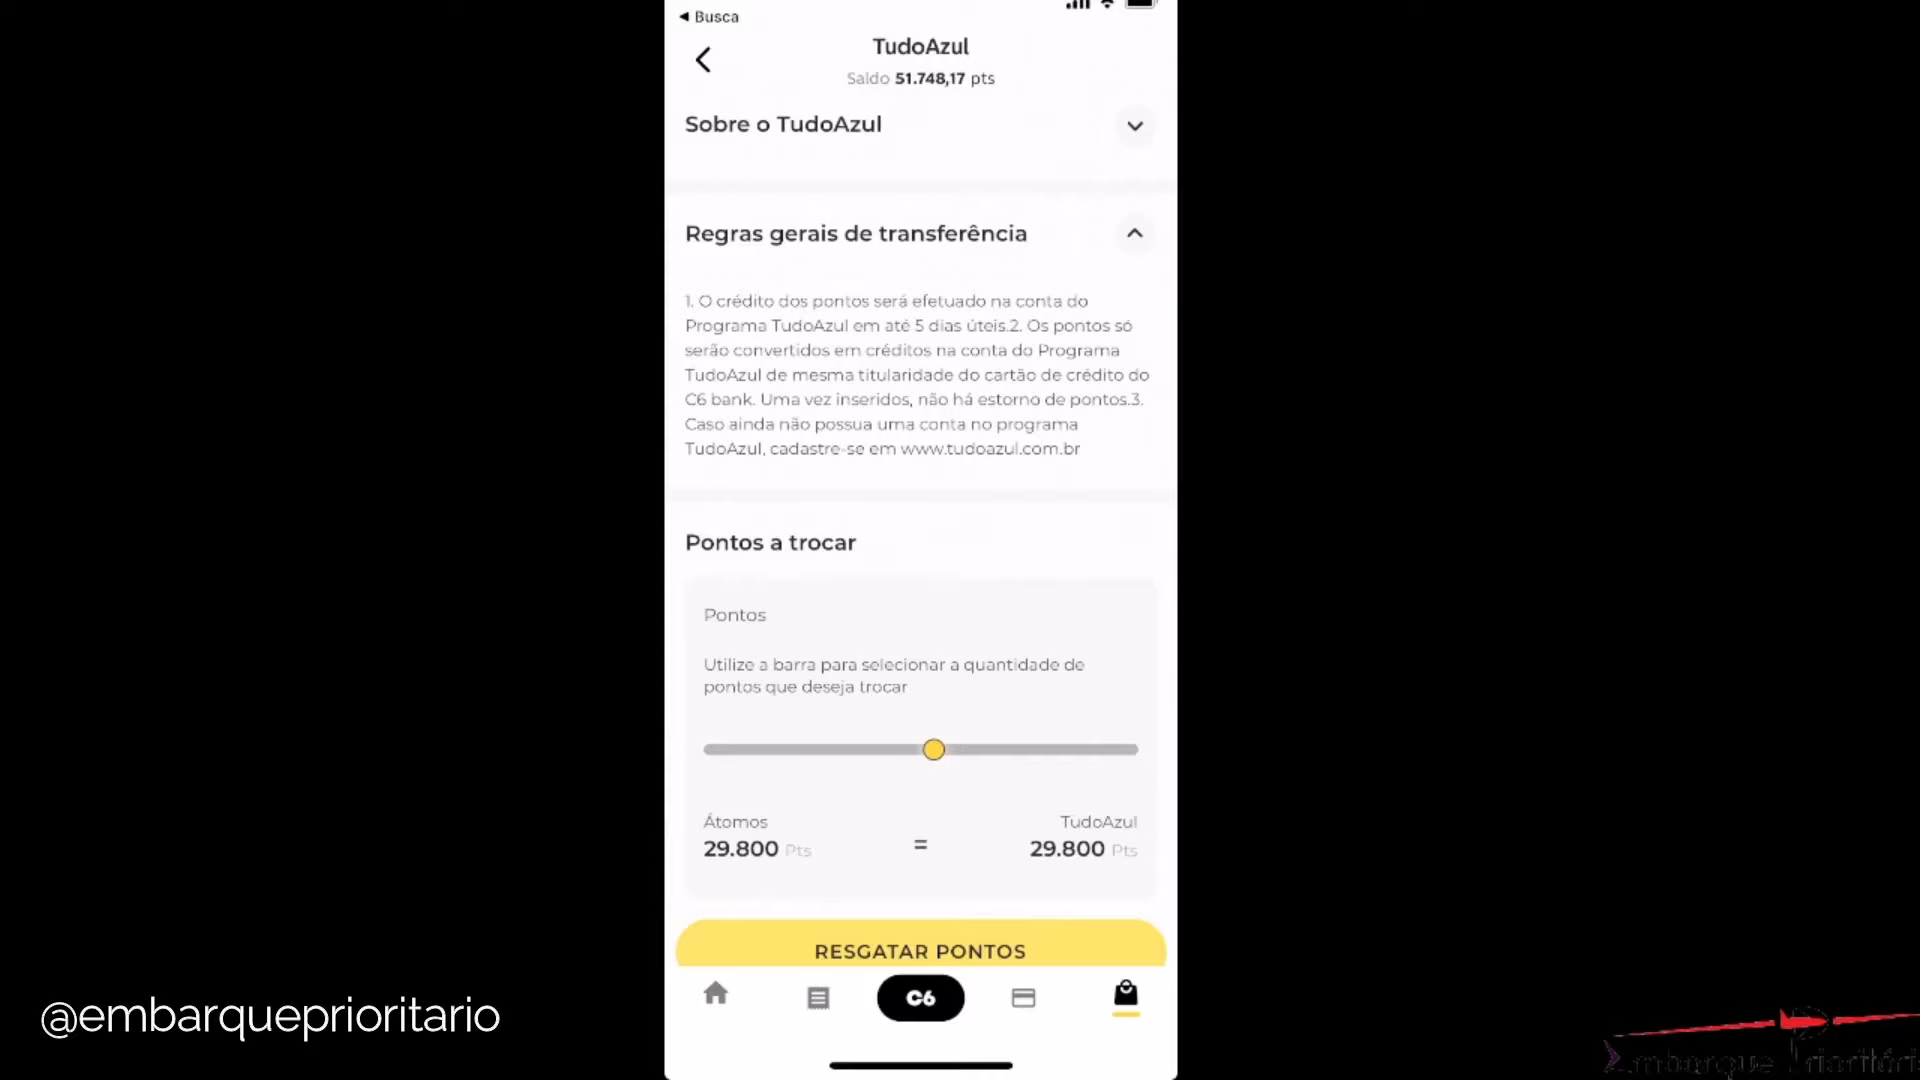 ◄ Busca
TudoAzul
Saldo 51.748,17 pts
Sobre o TudoAzul
Regras gerais de transferência
1. O crédito dos pontos será efetuado na conta do
Programa TudoAzul em até 5 dias úteis.2. Os pontos só
serão convertidos em créditos na conta do Programa
TudoAzul de mesma titularidade do cartão de crédito do
C6 bank. Uma vez inseridos, não há estorno de pontos.3.
Caso ainda não possua uma conta no programa
TudoAzul, cadastre-se em www.tudoazul.com.br
Pontos a trocar
Pontos
Utilize a barra para selecionar a quantidade de
pontos que deseja trocar
Átomos
TudoAzul
29.800 Pts = 29.800 Pts
RESGATAR PONTOS
C6
@embarqueprioritario